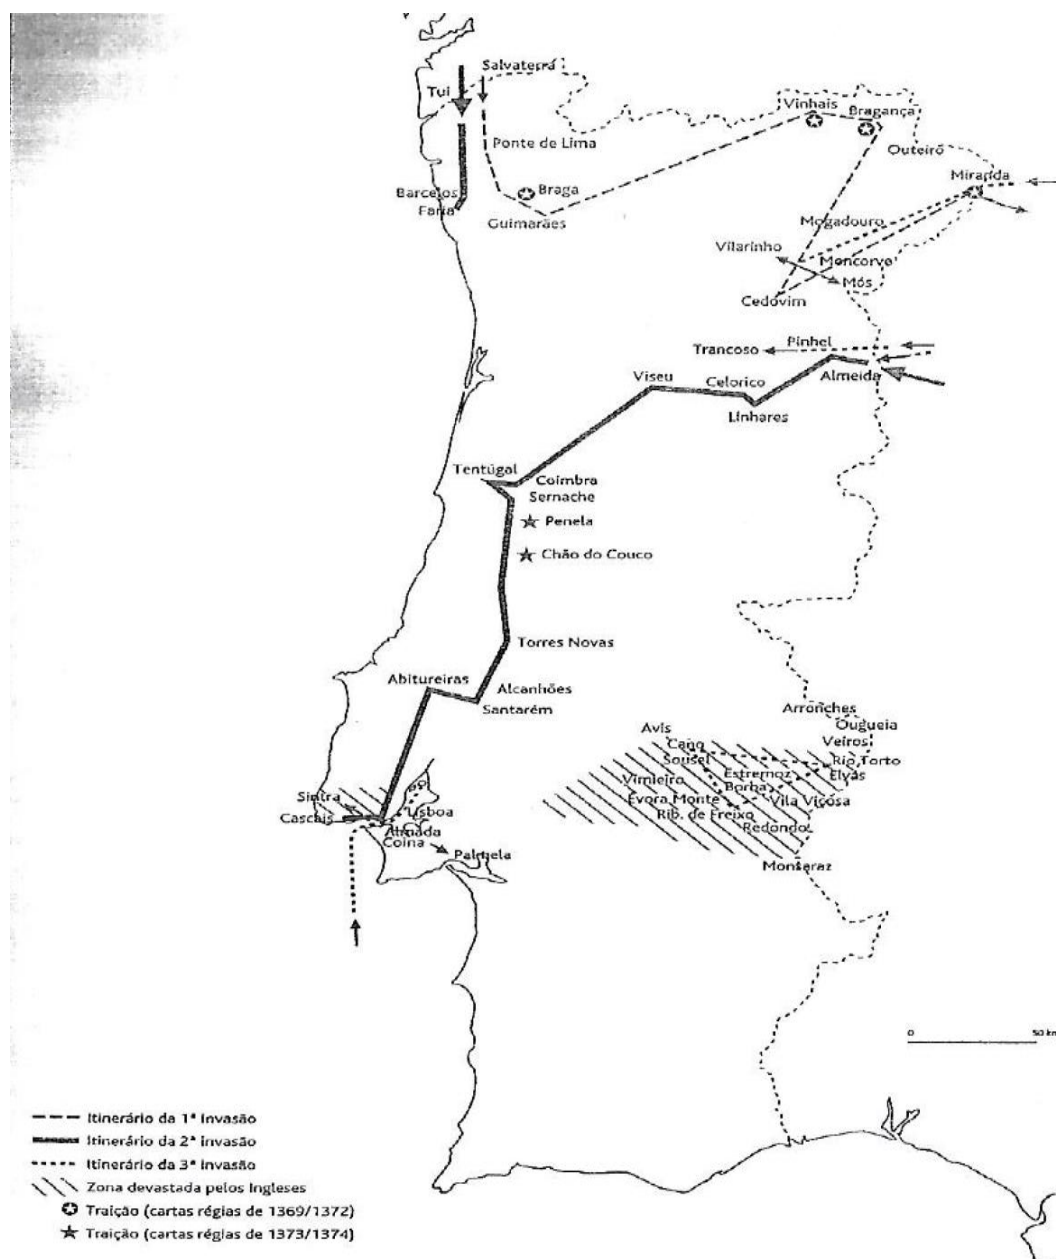 Salvaterra
Tui
Vinhais
Bragança
Ponte de Lima
Outeiro
Miranda
Barcelos
Braga
Faria
Guimarães
Mogadouro
Vilarinho
Moncorvo
Mós
Cedovim
Pinhel
Trancoso
Viseu
Celorico
Almeida
Linhares
Tentúgal
Coimbra
Sernache
Penela
Chão do Couco
Torres Novas
Abitureiras
Alcanhões
Santarém
Arronches
Ougueia
Avis
Veiros
Cano
Sousel
Rio Torto
Estremoz
Elvas
Vimieiro
Borba
Sintra
Évora Monte
Vila Viçosa
Lisboa
Rib. de Freixo
Cascais
Redondo
Almada
Coina
Palmela
Monsaraz
0 50 km
Itinerário da 1ª invasão
Itinerário da 2ª invasão
Itinerário da 3ª invasão
Zona devastada pelos Ingleses
Traição (cartas régias de 1369/1372)
Traição (cartas régias de 1373/1374)